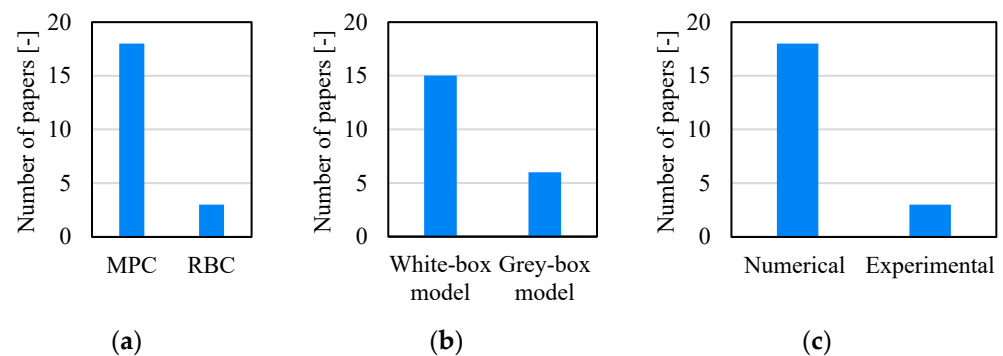 Number of papers [-]
20
15
10
5
0
MPC RBC
(a)
Number of papers [-]
20
15
10
5
0
White-box Grey-box
model model
(b)
Number of papers [-]
20
15
10
5
0
Numerical Experimental
(c)